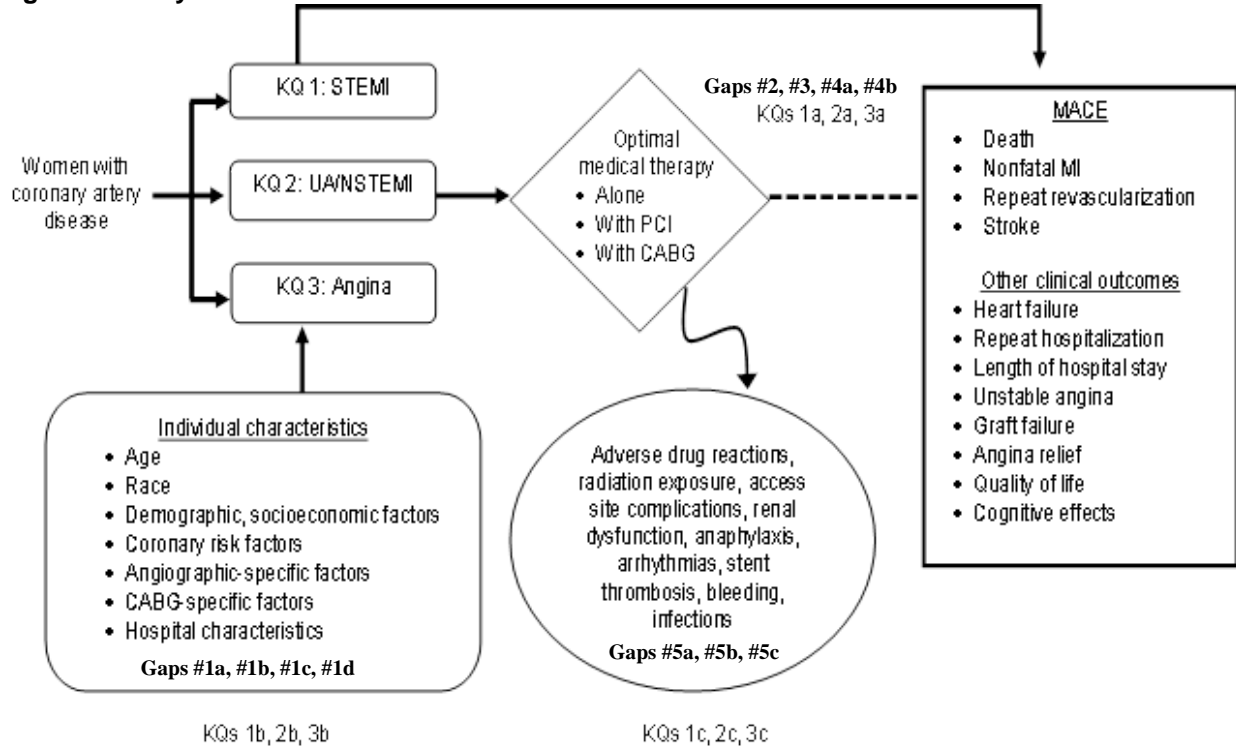 KQ 1: STEMI
Women with
coronary artery
disease
KQ 2: UA/NSTEMI
KQ 3: Angina
Optimal
medical therapy
• Alone
• With PCI
• With CABG
Gaps #2, #3, #4a, #4b
KQs 1a, 2a, 3a
MACE
• Death
• Nonfatal MI
• Repeat revascularization
• Stroke
Other clinical outcomes
• Heart failure
• Repeat hospitalization
• Length of hospital stay
• Unstable angina
• Graft failure
• Angina relief
• Quality of life
• Cognitive effects
Individual characteristics
• Age
• Race
• Demographic, socioeconomic factors
• Coronary risk factors
• Angiographic-specific factors
• CABG-specific factors
• Hospital characteristics
Gaps #1a, #1b, #1c, #1d
KQs 1b, 2b, 3b
Adverse drug reactions,
radiation exposure, access
site complications, renal
dysfunction, anaphylaxis,
arrhythmias, stent
thrombosis, bleeding,
infections
Gaps #5a, #5b, #5c
KQs 1c, 2c, 3c